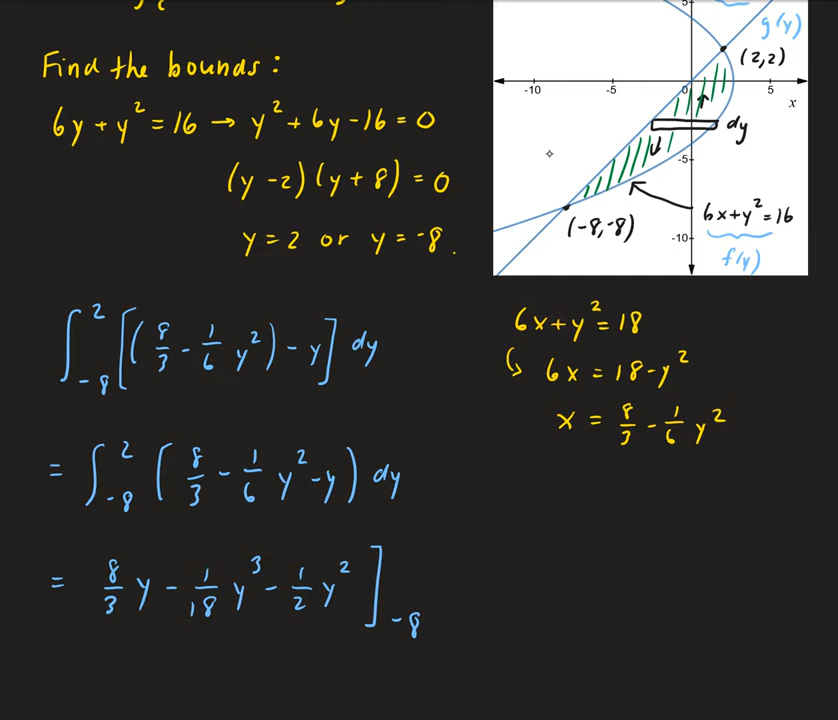 Find the bounds:
6y + y² = 16 → y² + 6y - 16 = 0
(y - 2)(y + 8) = 0
y = 2 or y = -8.
5
g(y)
(2,2)
-10 -5 0 5
x
dy
-5
6x + y² = 16
(-8,-8)
-10
f(y)
∫₋₈² [(8/3 - 1/6 y²) - y] dy
= ∫₋₈² (8/3 - 1/6 y² - y) dy
= 8/3 y - 1/18 y³ - 1/2 y² ]₋₈
6x + y² = 18
↳ 6x = 18 - y²
x = 8/3 - 1/6 y²